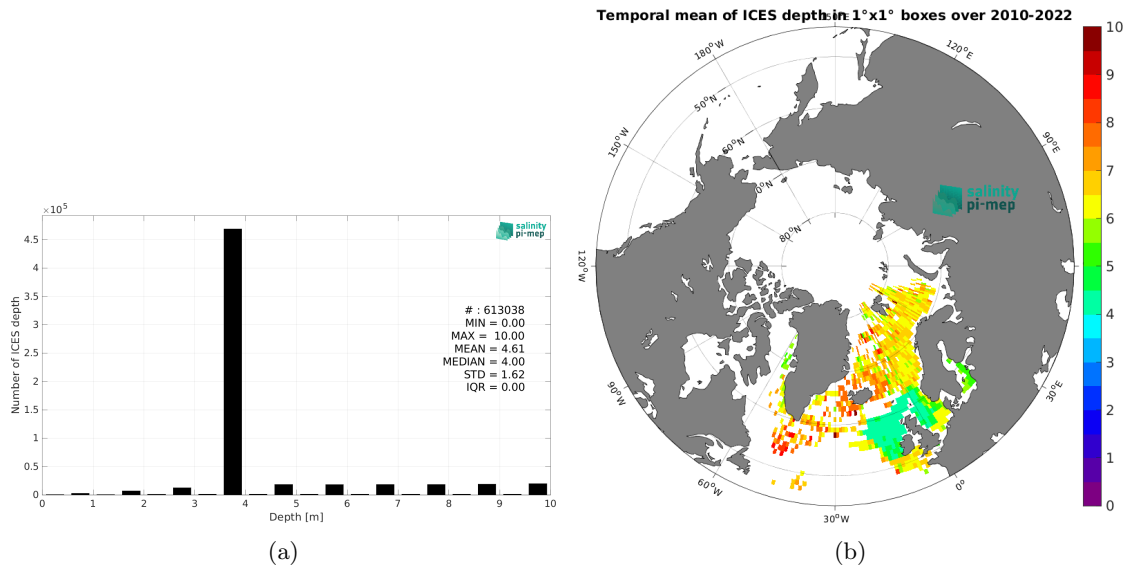 ×10⁵
4.5
4
3.5
3
2.5
2
1.5
1
0.5
0
Number of ICES depth
salinity
pi-mep
# : 613038
MIN = 0.00
MAX = 10.00
MEAN = 4.61
MEDIAN = 4.00
STD = 1.62
IQR = 0.00
0 1 2 3 4 5 6 7 8 9 10
Depth [m]
(a)
Temporal mean of ICES depth in 1°x1° boxes over 2010-2022
180°W
120°E
150°W
50°N
60°N
0°N
80°N
90°E
salinity
pi-mep
120°W
90°W
30°E
60°W
0°
30°W
10
9
8
7
6
5
4
3
2
1
0
(b)